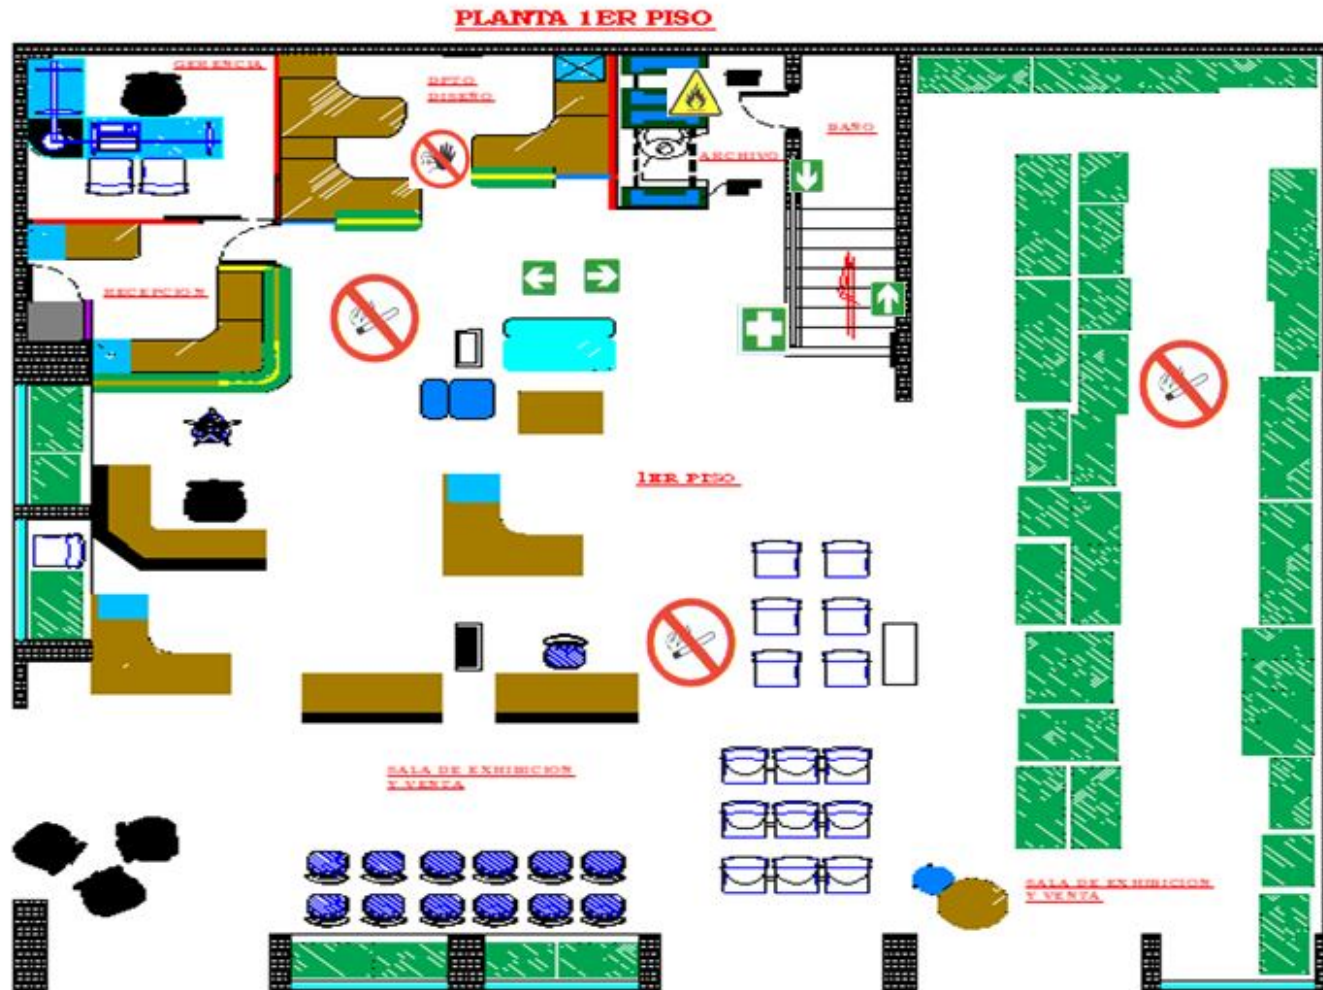 PLANTA 1ER PISO
GERENCIA
DPTO
DISEÑO
BAÑO
ARCHIVO
RECEPCION
1ER PISO
SALA DE EXHIBICION
Y VENTA
SALA DE EXHIBICION
Y VENTA